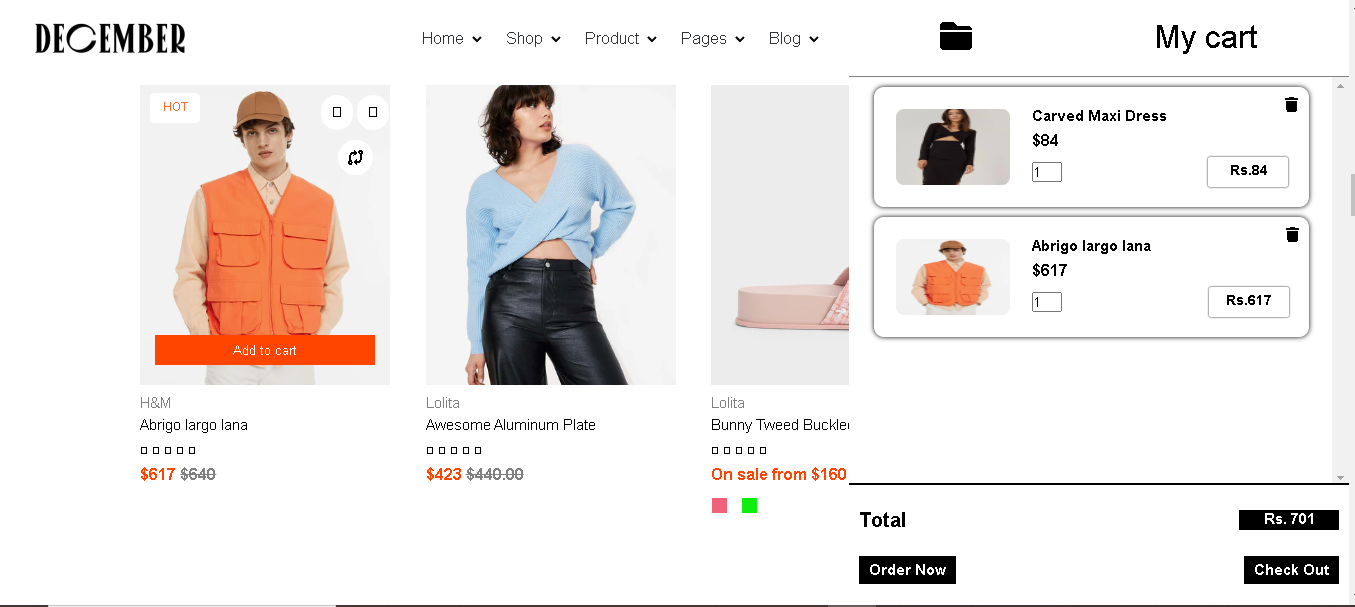 DECEMBER
Home
Shop
Product
Pages
Blog
My cart
HOT
Add to cart
H&M
Abrigo largo lana
$617 $640
Lolita
Awesome Aluminum Plate
$423 $440.00
Lolita
Bunny Tweed
On sale from $160
Carved Maxi Dress
$84
1
Rs.84
Abrigo largo lana
$617
1
Rs.617
Total
Rs. 701
Order Now
Check Out